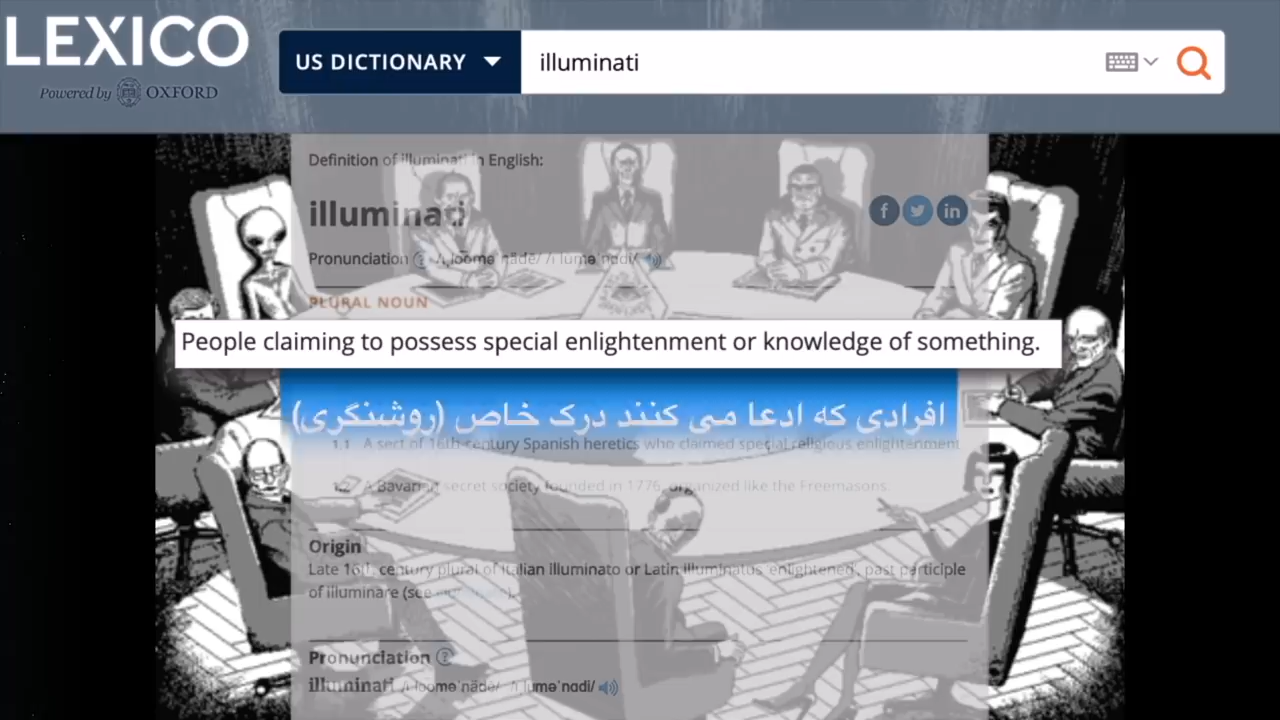 LEXICO
Powered by OXFORD
US DICTIONARY
illuminati
Definition of illuminati in English:
illuminati
Pronunciation
PLURAL NOUN
People claiming to possess special enlightenment or knowledge of something.
افرادی که ادعا می کنند درک خاص (روشنگری)
1.1 A sect of 16th-century Spanish heretics who claimed special religious enlightenment
1.2 A Bavarian secret society founded in 1776, organized like the Freemasons.
Origin
Late 16th century plural of Italian illuminato or Latin illuminatus 'enlightened', past participle
of illuminare (see
Pronunciation
illuminati